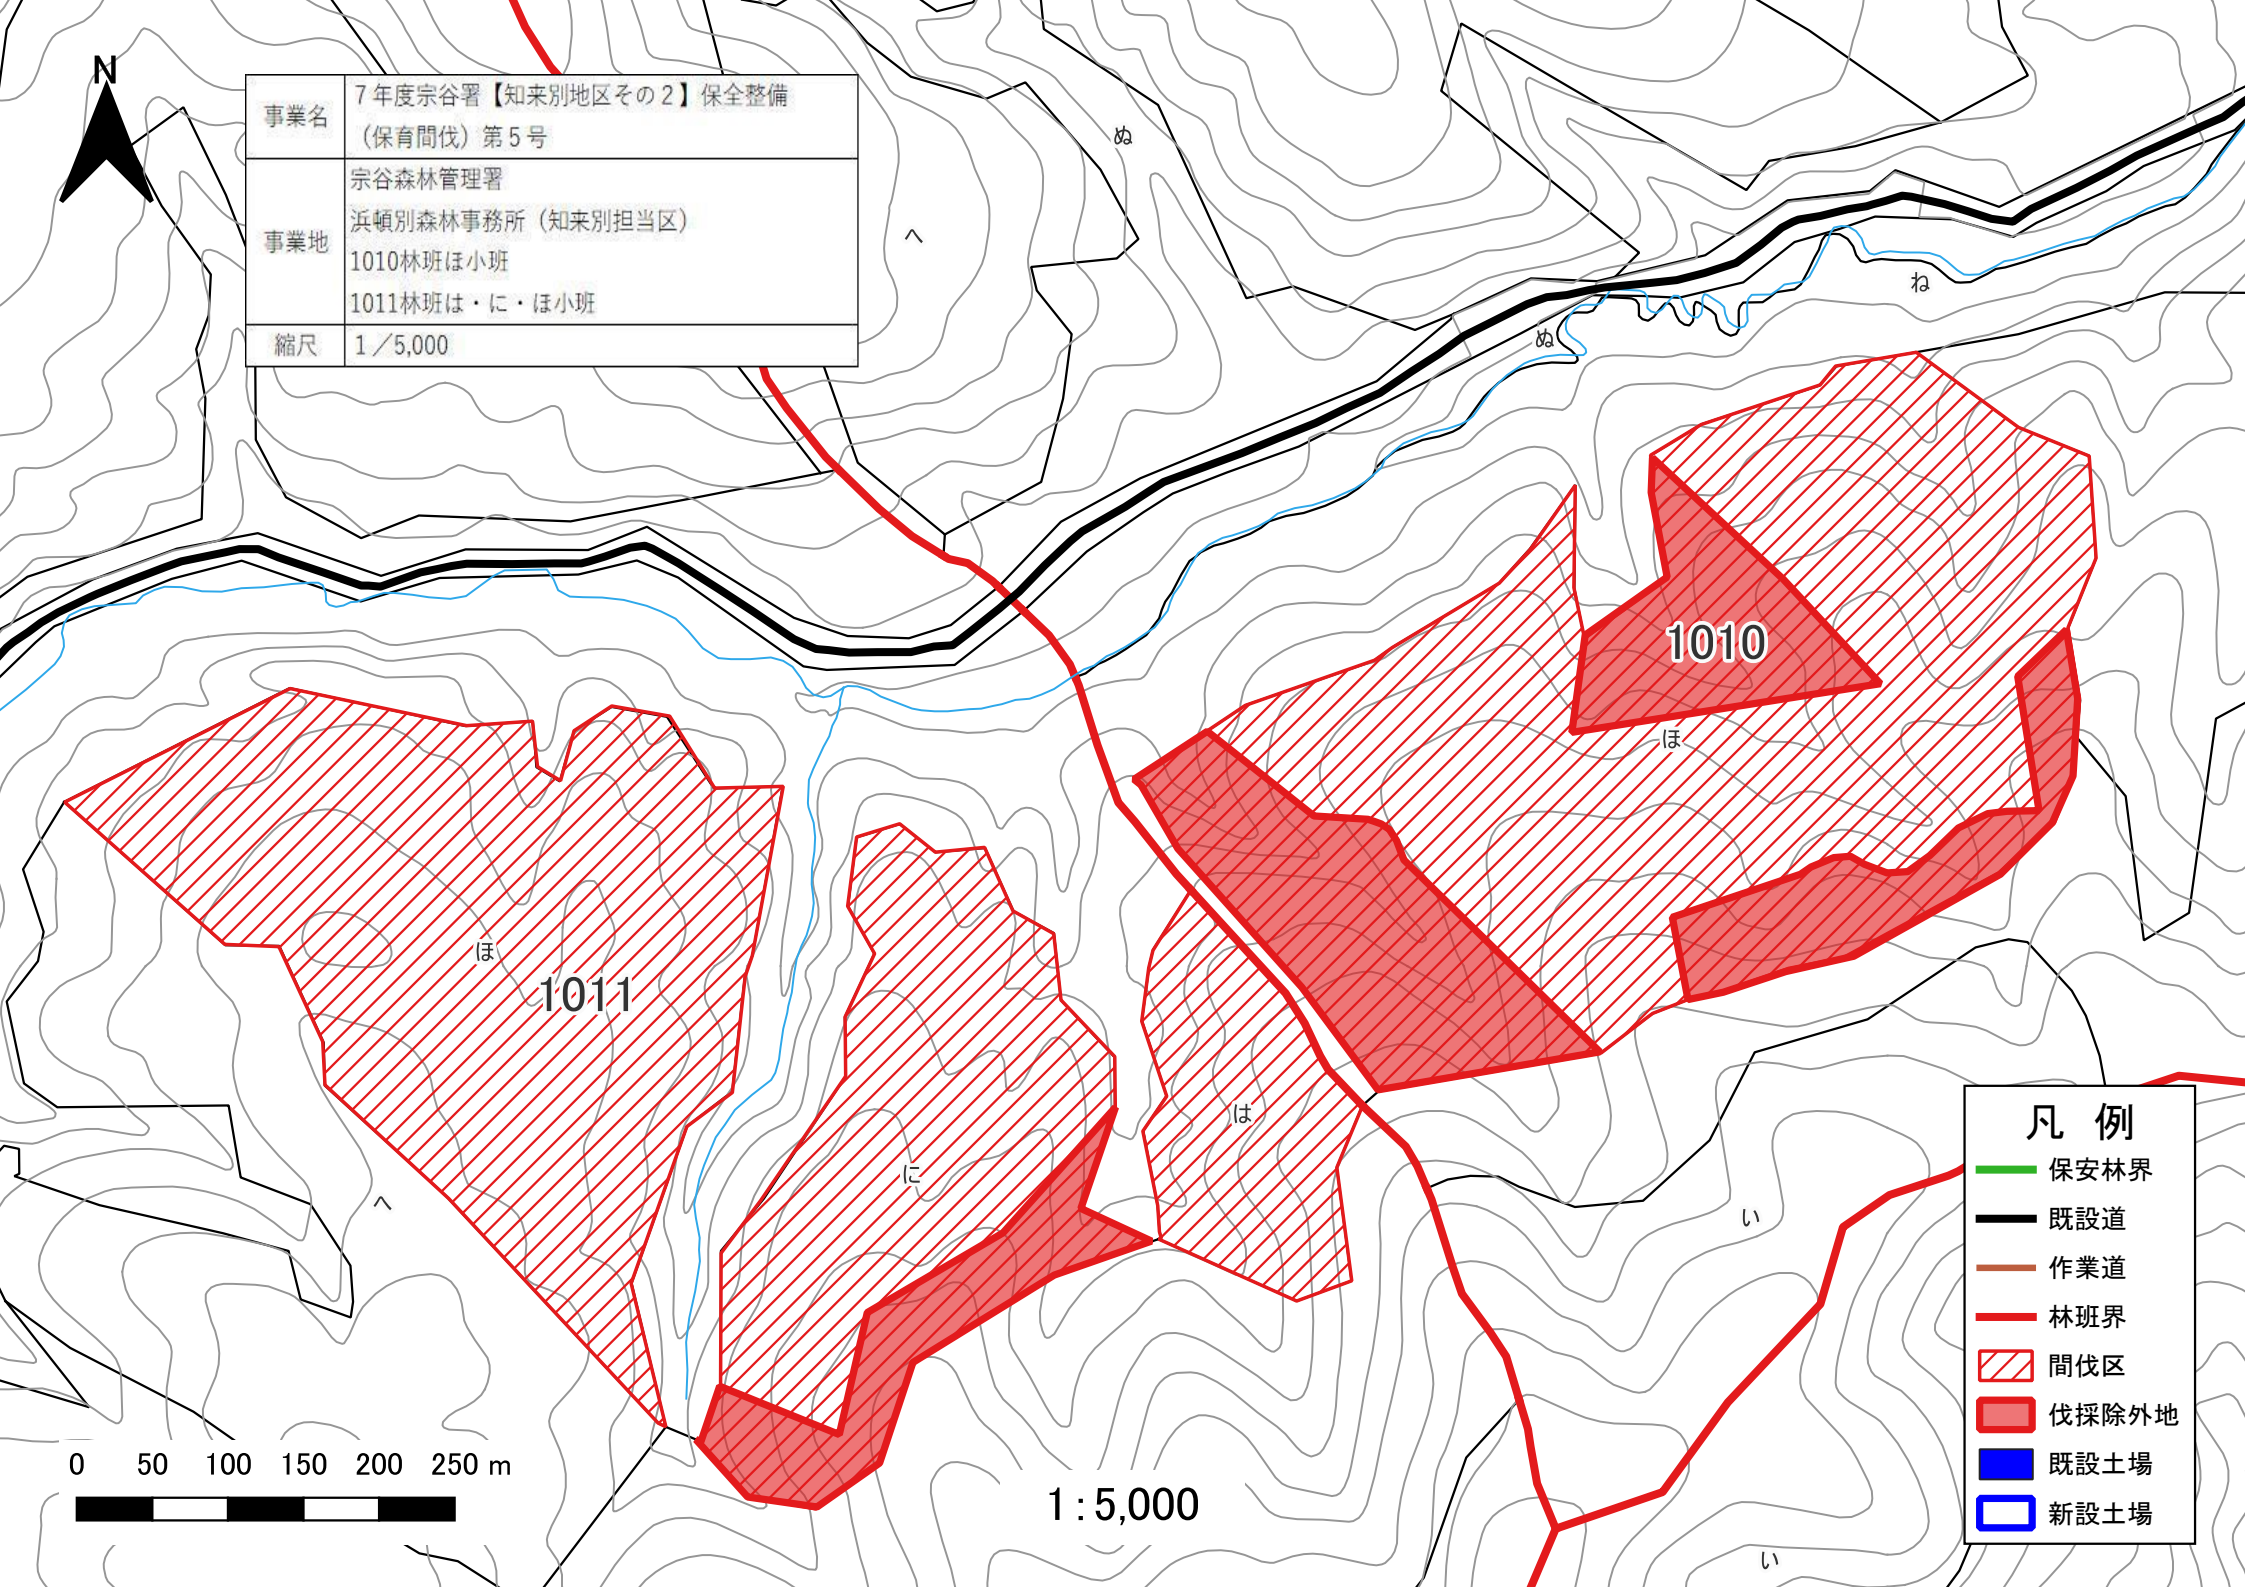 N
事業名
７年度宗谷署【知来別地区その２】保全整備
（保育間伐）第５号
事業地
宗谷森林管理署
浜頓別森林事務所（知来別担当区）
1010林班ほ小班
1011林班は・に・ほ小班
縮尺
１／5,000
ぬ
へ
ね
ぬ
1010
ほ
ほ
1011
は
に
へ
い
い
凡 例
保安林界
既設道
作業道
林班界
間伐区
伐採除外地
既設土場
新設土場
0 50 100 150 200 250 m
1:5,000